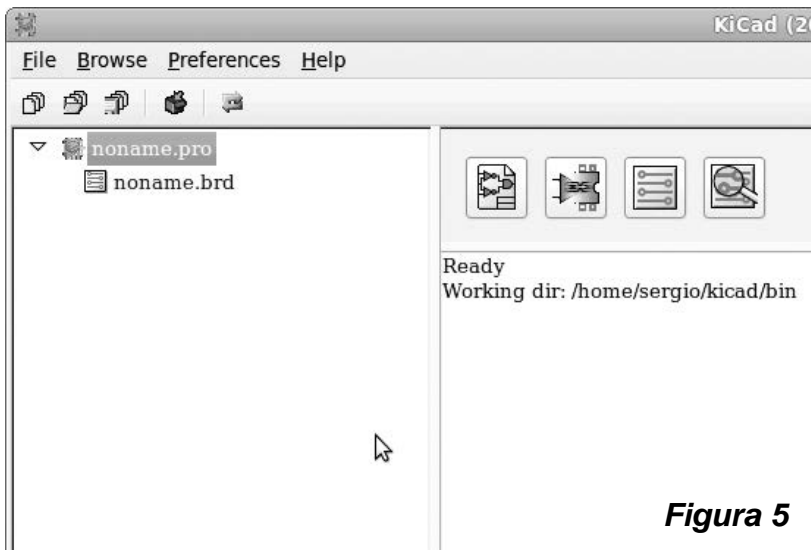 KiCad (20
File Browse Preferences Help
noname.pro
noname.brd
Ready
Working dir: /home/sergio/kicad/bin
Figura 5